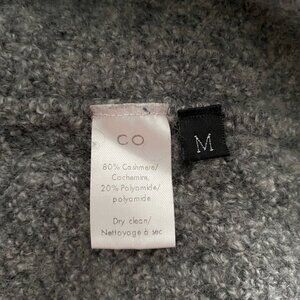 CO
M
80% Cashmere/
Cachemire,
20% Polyamide/
polyamide
Dry clean/
Nettoyage à sec